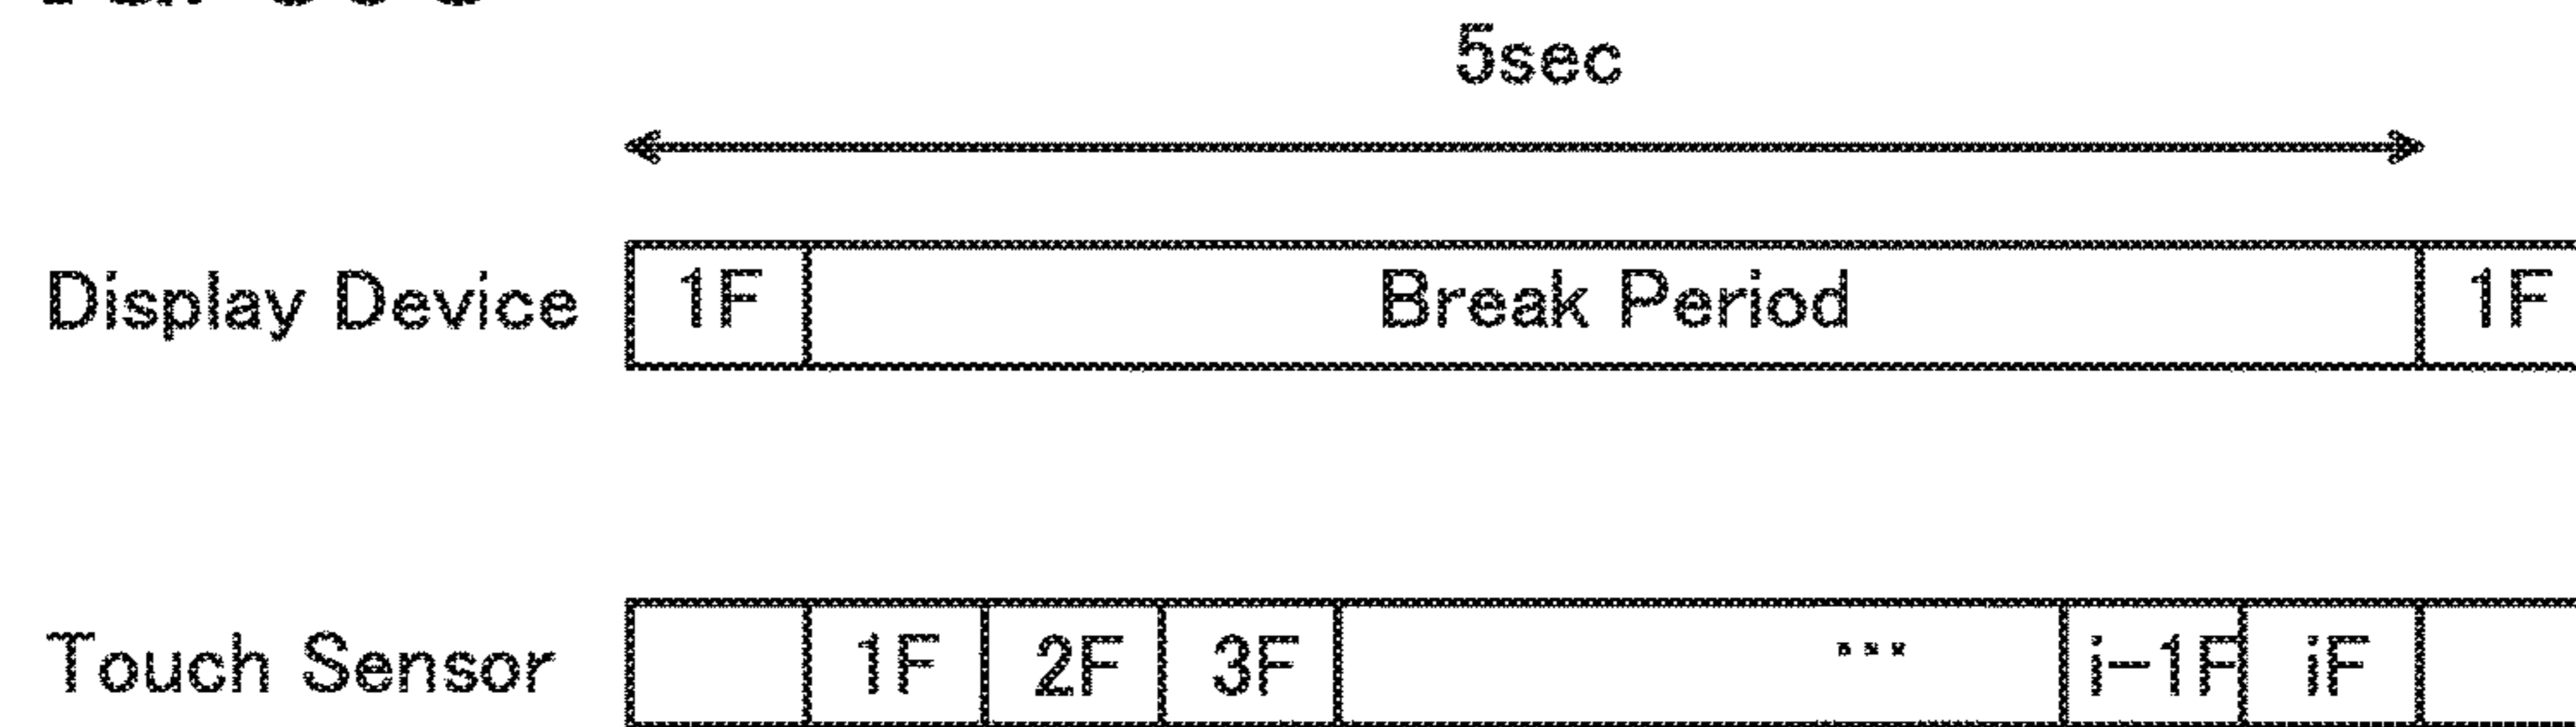 5sec
Display Device 1F Break Period 1F
Touch Sensor 1F 2F 3F ... i-1F iF